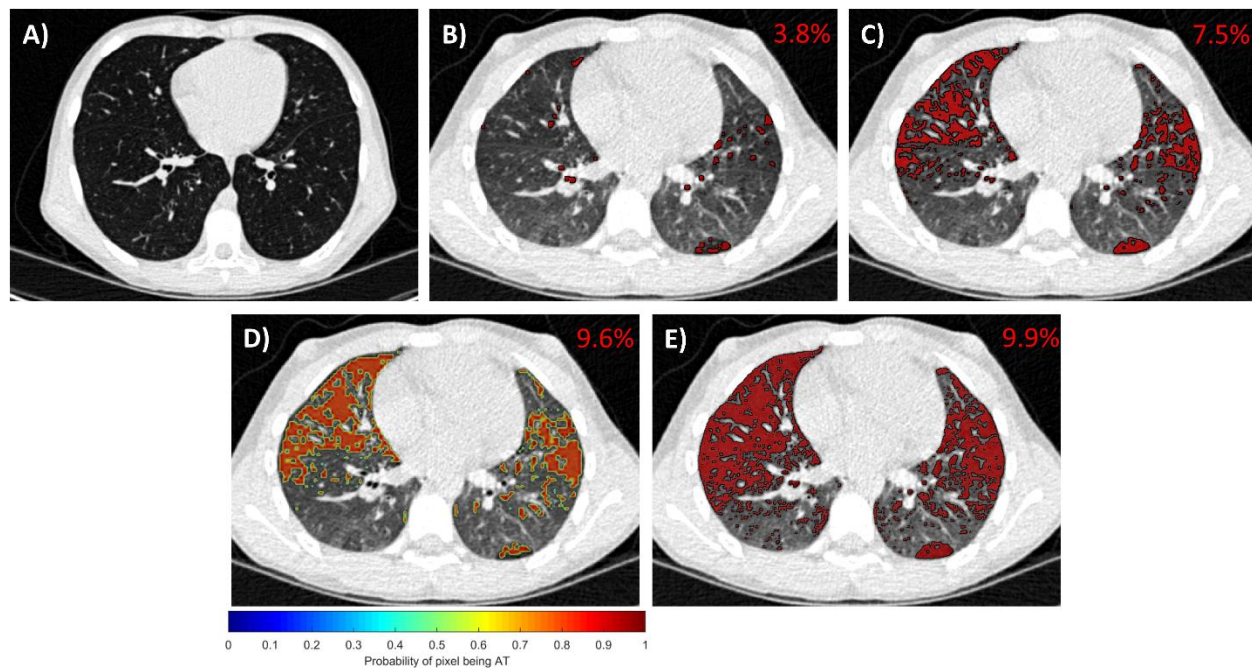 A)
B)
3.8%
C)
7.5%
D)
9.6%
E)
9.9%
0 0.1 0.2 0.3 0.4 0.5 0.6 0.7 0.8 0.9 1
Probability of pixel being AT